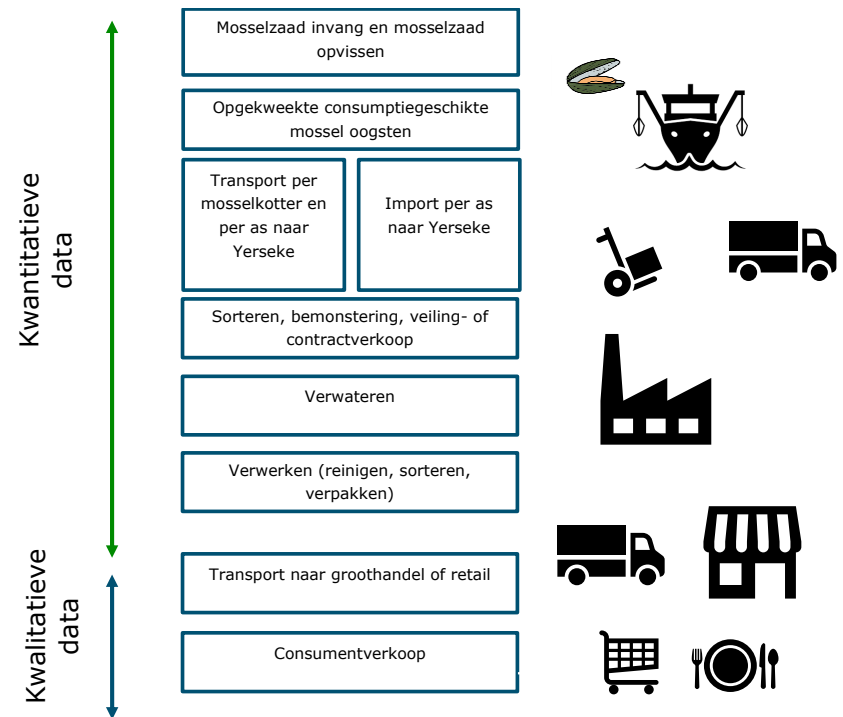 Mosselzaad invang en mosselzaad
opvissen
Opgekweekte consumptiegeschikte
mossel oogsten
Transport per
mosselkotter en
per as naar
Yerseke
Import per as
naar Yerseke
Sorteren, bemonstering, veiling- of
contractverkoop
Verwateren
Verwerken (reinigen, sorteren,
verpakken)
Transport naar groothandel of retail
Consumentverkoop
Kwantitatieve
data
Kwalitatieve
data